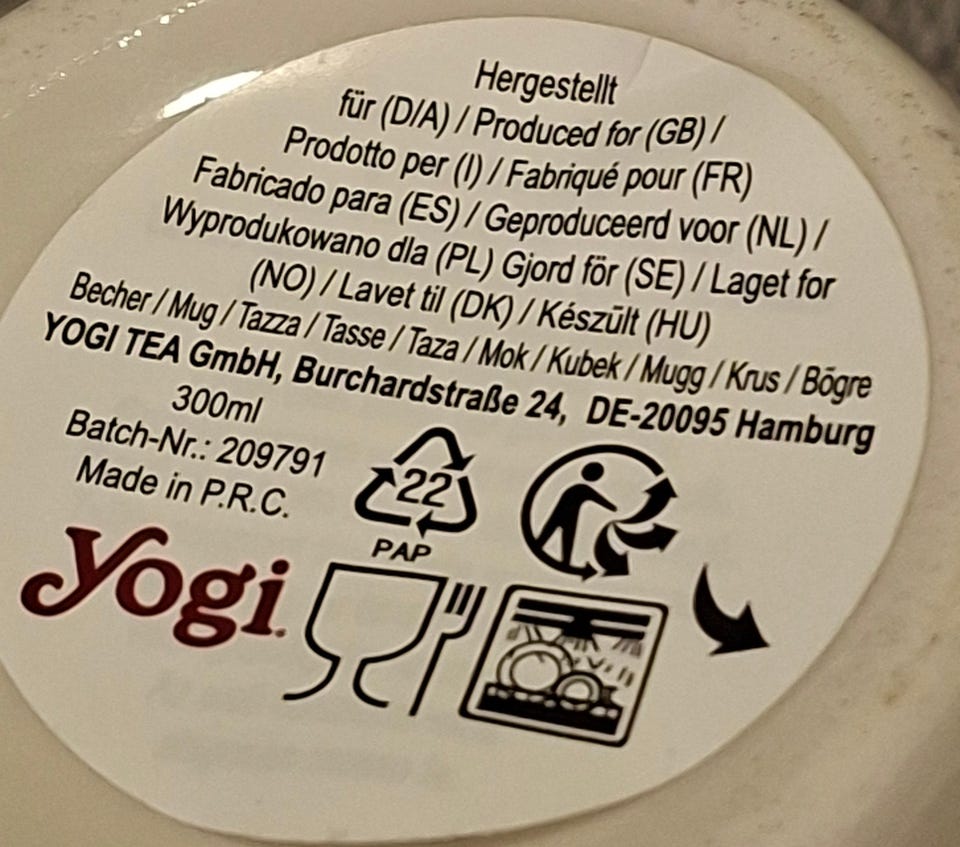 Hergestellt
für (D/A) / Produced for (GB) /
Prodotto per (I) / Fabriqué pour (FR)
Fabricado para (ES) / Geproduceerd voor (NL) /
Wyprodukowano dla (PL) Gjord för (SE) / Laget for
(NO) / Lavet til (DK) / Készült (HU)
Becher / Mug / Tazza / Tasse / Taza / Mok / Kubek / Mugg / Krus / Bögre
YOGI TEA GmbH, Burchardstraße 24, DE-20095 Hamburg
300ml
Batch-Nr.: 209791
Made in P.R.C.
22
PAP
yogi